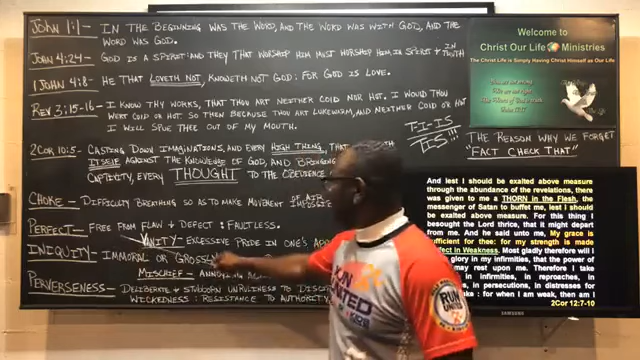 JOHN 1:1- IN THE BEGINNING WAS THE WORD, AND THE WORD WAS WITH GOD, AND THE
WORD WAS GOD.
JOHN 4:24- GOD IS A SPIRIT: AND THEY THAT WORSHIP HIM MUST WORSHIP HIM IN SPIRIT & IN TRUTH
1 JOHN 4:8- HE THAT LOVETH NOT, KNOWETH NOT GOD: FOR GOD IS LOVE.
REV 3:15-16- I KNOW THY WORKS, THAT THOU ART NEITHER COLD NOR HOT. I WOULD THOU
WERT COLD OR HOT SO THEN BECAUSE THOU ART LUKEWARM, AND NEITHER COLD OR HOT
I WILL SPUE THEE OUT OF MY MOUTH.
T-I-IS
TIS!!!
2COR 10:5- CASTING DOWN IMAGINATIONS, AND EVERY HIGH THING, THAT
ITSELF AGAINST THE KNOWLEDGE OF GOD, AND BRINGING
CAPTIVITY, EVERY THOUGHT TO THE OBEDIENCE
CHOKE- DIFFICULTY BREATHING SO AS TO MAKE MOVEMENT OF AIR IMPOSSIBLE
PERFECT- FREE FROM FLAW & DEFECT: FAULTLESS.
VANITY- EXCESSIVE PRIDE IN ONE'S
INIQUITY- IMMORAL OR GROSSLY
MISCHIEF-
PERVERSENESS- DELIBERATE & STUBBORN UNRULINESS TO
WICKEDNESS: RESISTANCE TO AUTHORITY
Welcome to
Christ Our Life Ministries
The Christ Life is Simply Having Christ Himself as Our Life
THE REASON WHY WE FORGET
"FACT CHECK THAT"
And lest I should be exalted above measure
through the abundance of the revelations, there
was given to me a THORN IN the Flesh, the
messenger of Satan to buffet me, lest I should
be exalted above measure. For this thing I
besought the Lord thrice, that it might depart
from me. And he said unto me, My grace is
sufficient for thee: for my strength is made
perfect in Weakness. Most gladly therefore will I
glory in my infirmities, that the power of
may rest upon me. Therefore I take
in infirmities, in reproaches, in
in persecutions, in distresses for
sake: for when I am weak, then am I
2Cor 12:7-10
RUN
UNITED
RUN
UNITED
SAMSUNG